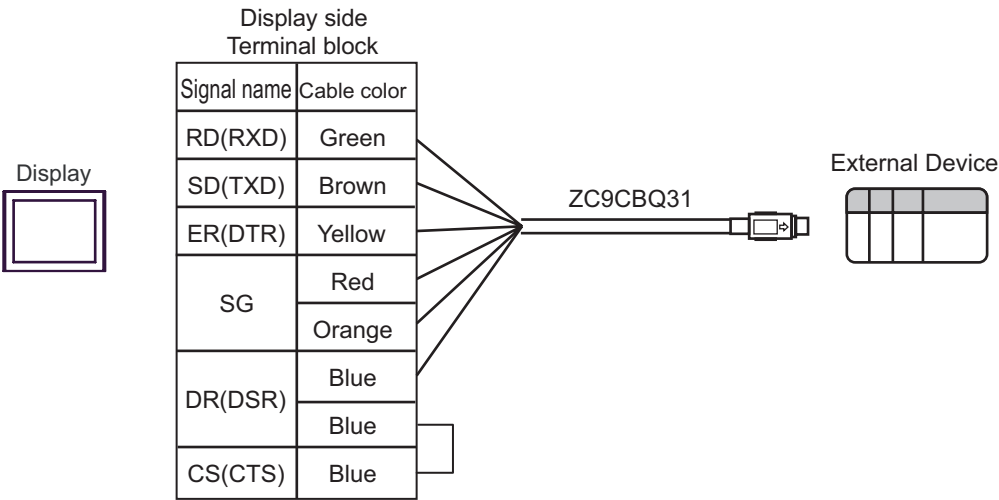 Display side
Terminal block
Signal name Cable color
RD(RXD) Green
SD(TXD) Brown
ER(DTR) Yellow
SG Red
Orange
DR(DSR) Blue
Blue
CS(CTS) Blue
Display
ZC9CBQ31
External Device